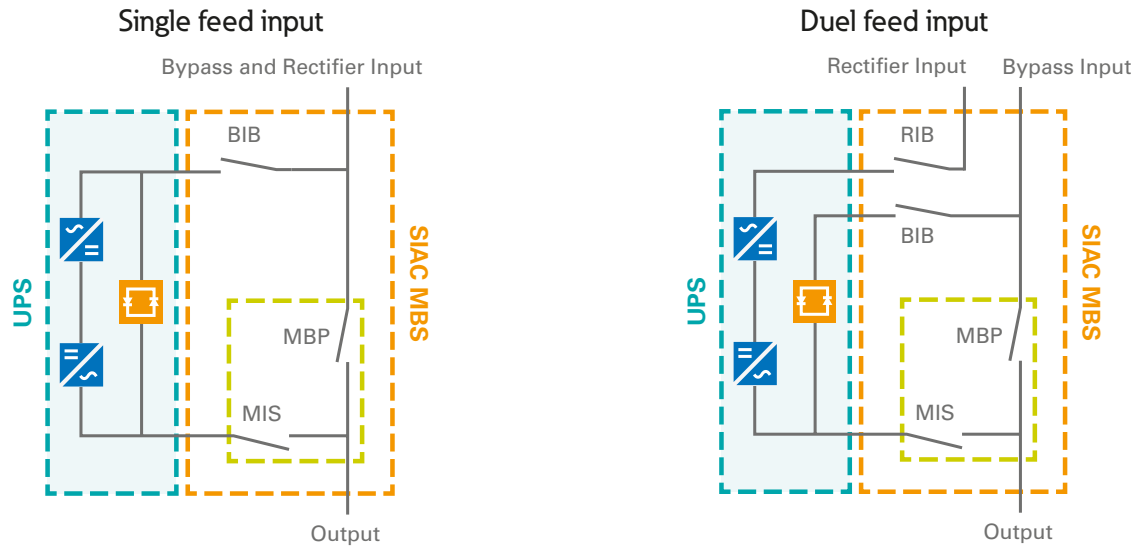 Single feed input
Bypass and Rectifier Input
BIB
UPS
SIAC MBS
MBP
MIS
Output
Duel feed input
Rectifier Input
Bypass Input
RIB
BIB
UPS
SIAC MBS
MBP
MIS
Output